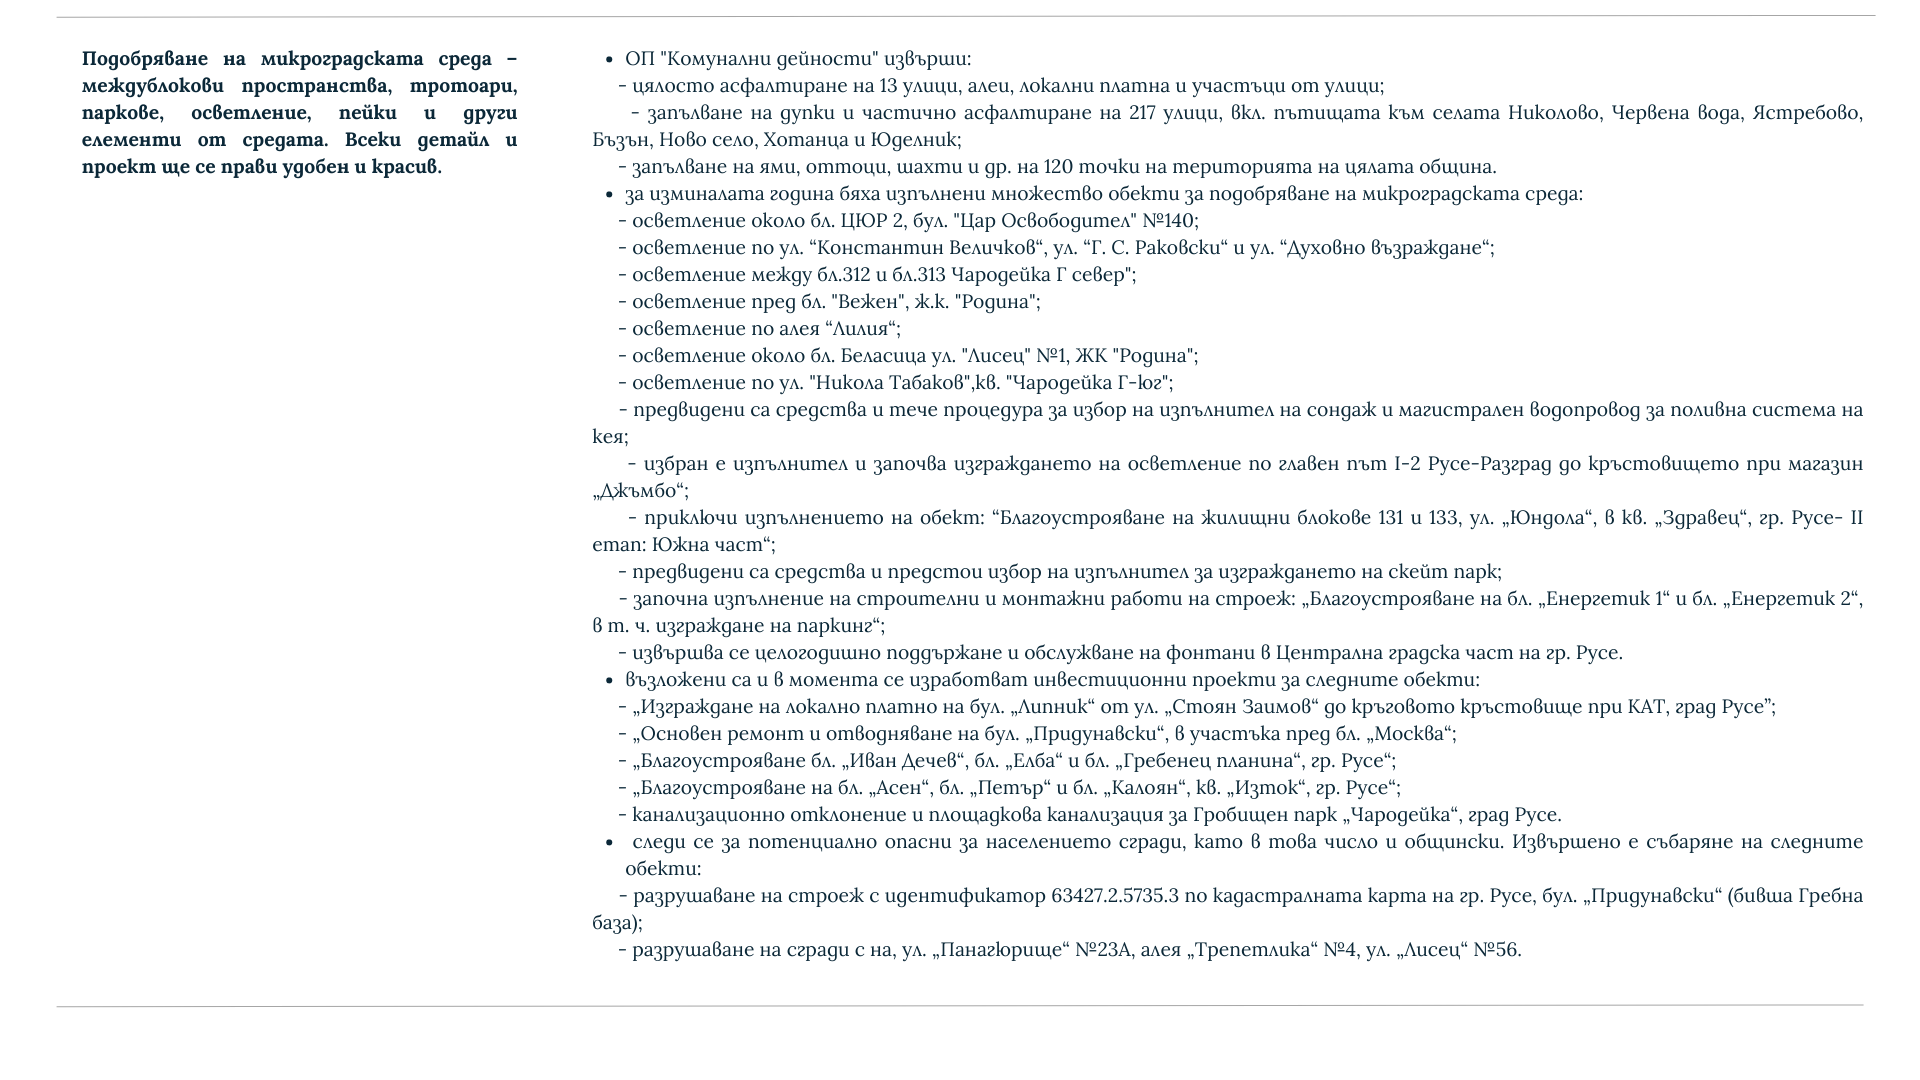 Подобряване на микроградската среда –
междублокови пространства, тротоари,
паркове, осветление, пейки и други
елементи от средата. Всеки детайл и
проект ще се прави удобен и красив.
• ОП "Комунални дейности" извърши:
- цялосто асфалтиране на 13 улици, алеи, локални платна и участъци от улици;
- запълване на дупки и частично асфалтиране на 217 улици, вкл. пътищата към селата Николово, Червена вода, Ястребово,
Бъзън, Ново село, Хотанца и Юделник;
- запълване на ями, оттоци, шахти и др. на 120 точки на територията на цялата община.
• за изминалата година бяха изпълнени множество обекти за подобряване на микроградската среда:
- осветление около бл. ЦЮР 2, бул. "Цар Освободител" №140;
- осветление по ул. “Константин Величков“, ул. “Г. С. Раковски“ и ул. “Духовно възраждане“;
- осветление между бл.312 и бл.313 Чародейка Г север";
- осветление пред бл. "Вежен", ж.к. "Родина";
- осветление по алея “Лилия“;
- осветление около бл. Беласица ул. "Лисец" №1, ЖК "Родина";
- осветление по ул. "Никола Табаков",кв. "Чародейка Г-юг";
- предвидени са средства и тече процедура за избор на изпълнител на сондаж и магистрален водопровод за поливна система на
кея;
- избран е изпълнител и започва изграждането на осветление по главен път I-2 Русе-Разград до кръстовището при магазин
„Джъмбо“;
- приключи изпълнението на обект: “Благоустрояване на жилищни блокове 131 и 133, ул. „Юндола“, в кв. „Здравец“, гр. Русе- II
етап: Южна част“;
- предвидени са средства и предстои избор на изпълнител за изграждането на скейт парк;
- започна изпълнение на строителни и монтажни работи на строеж: „Благоустрояване на бл. „Енергетик 1“ и бл. „Енергетик 2“,
в т. ч. изграждане на паркинг“;
- извършва се целогодишно поддържане и обслужване на фонтани в Централна градска част на гр. Русе.
• възложени са и в момента се изработват инвестиционни проекти за следните обекти:
- „Изграждане на локално платно на бул. „Липник“ от ул. „Стоян Заимов“ до кръговото кръстовище при КАТ, град Русе”;
- „Основен ремонт и отводняване на бул. „Придунавски“, в участъка пред бл. „Москва“;
- „Благоустрояване бл. „Иван Дечев“, бл. „Елба“ и бл. „Гребенец планина“, гр. Русе“;
- „Благоустрояване на бл. „Асен“, бл. „Петър“ и бл. „Калоян“, кв. „Изток“, гр. Русе“;
- канализационно отклонение и площадкова канализация за Гробищен парк „Чародейка“, град Русе.
• следи се за потенциално опасни за населението сгради, като в това число и общински. Извършено е събаряне на следните
обекти:
- разрушаване на строеж с идентификатор 63427.2.5735.3 по кадастралната карта на гр. Русе, бул. „Придунавски“ (бивша Гребна
база);
- разрушаване на сгради с на, ул. „Панагюрище“ №23А, алея „Трепетлика“ №4, ул. „Лисец“ №56.